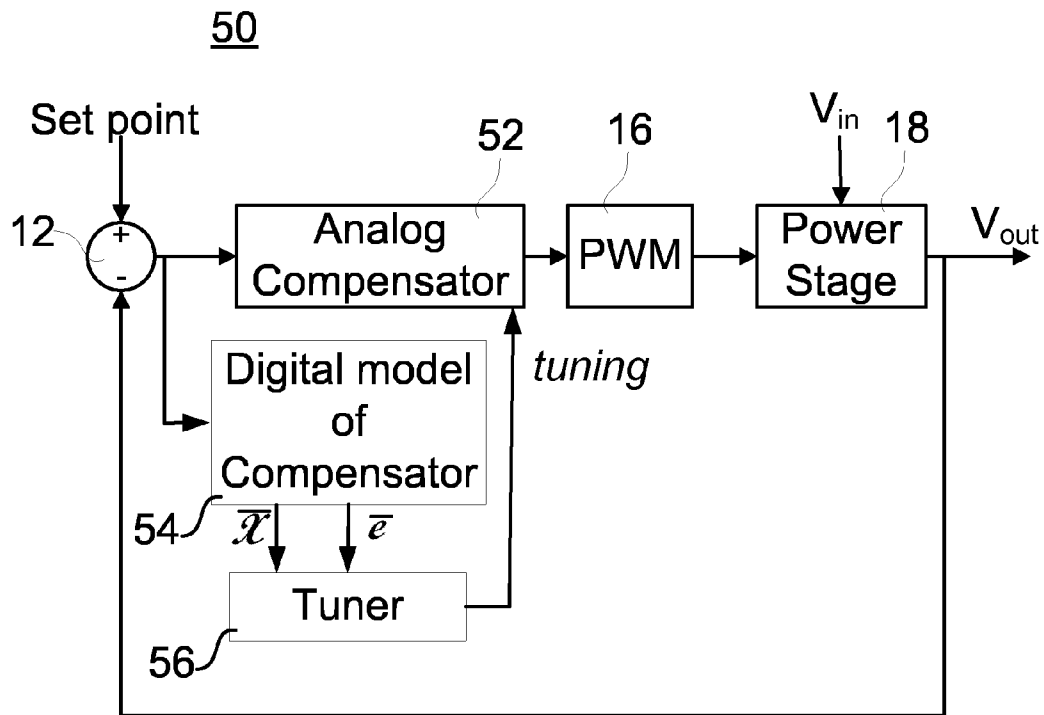 50
Set point
52
16
V_in
18
12
+
-
Analog
Compensator
PWM
Power
Stage
V_out
Digital model
of
Compensator
tuning
54
x̄
ē
Tuner
56